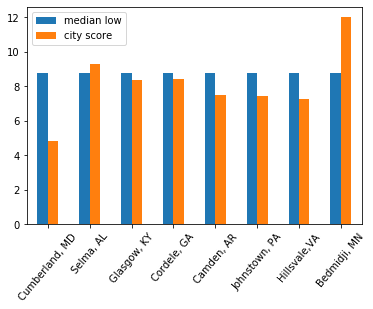 median low
city score
12
10
8
6
4
2
0
Cumberland, MD
Selma, AL
Glasgow, KY
Cordele, GA
Camden, AR
Johnstown, PA
Hillsvale,VA
Bedmidji, MN